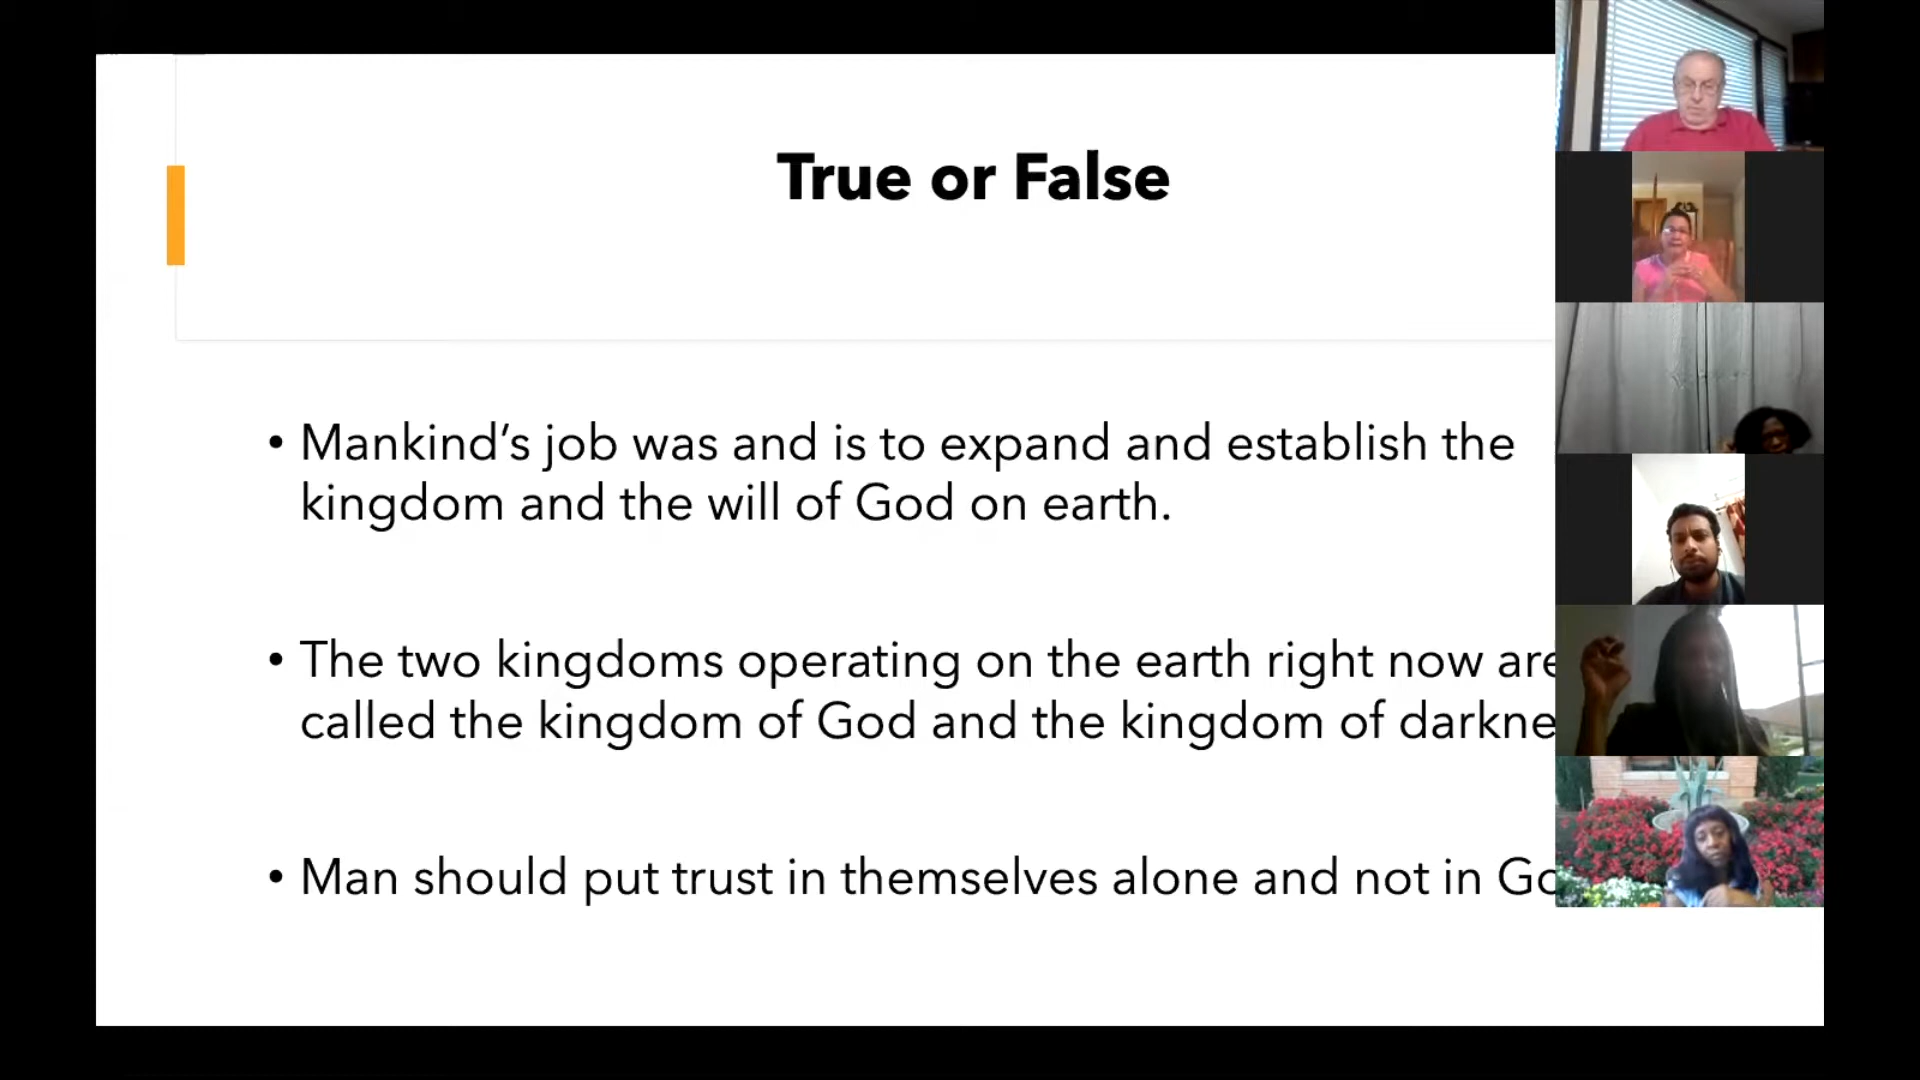 True or False
• Mankind’s job was and is to expand and establish the
kingdom and the will of God on earth.
• The two kingdoms operating on the earth right now are
called the kingdom of God and the kingdom of
• Man should put trust in themselves alone and not in